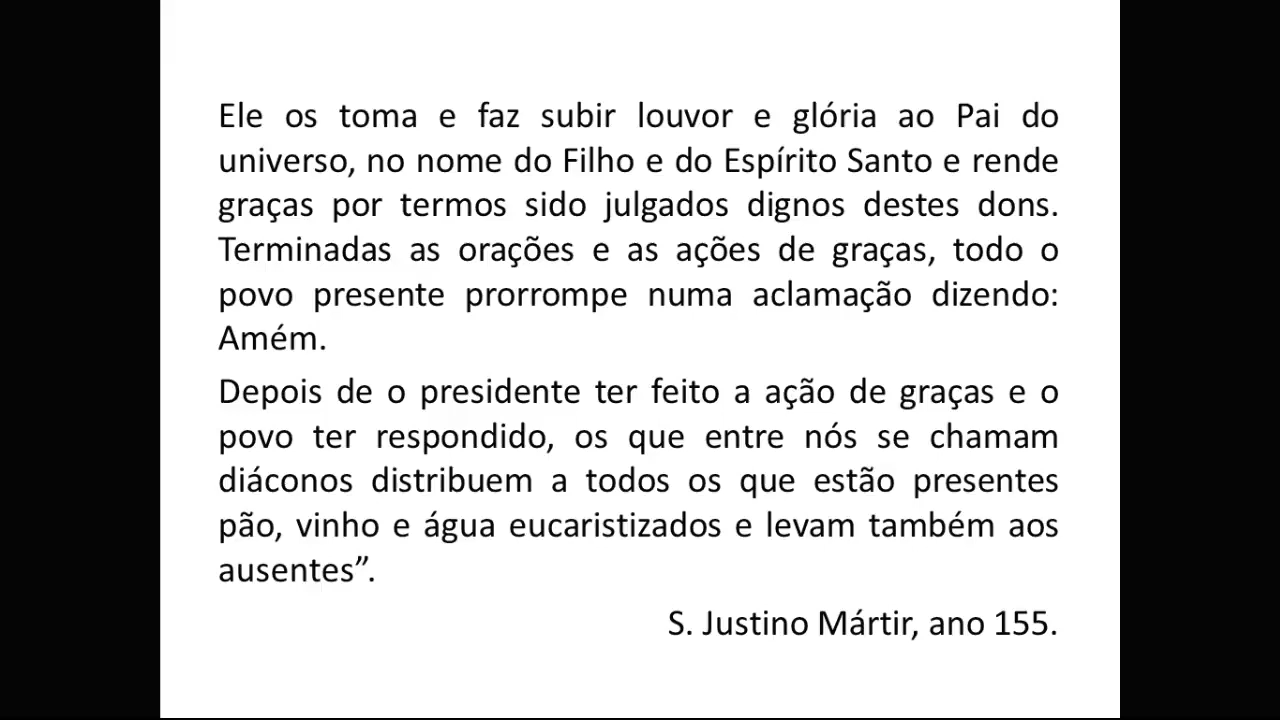 Ele os toma e faz subir louvor e glória ao Pai do
universo, no nome do Filho e do Espírito Santo e rende
graças por termos sido julgados dignos destes dons.
Terminadas as orações e as ações de graças, todo o
povo presente prorrompe numa aclamação dizendo:
Amém.
Depois de o presidente ter feito a ação de graças e o
povo ter respondido, os que entre nós se chamam
diáconos distribuem a todos os que estão presentes
pão, vinho e água eucaristizados e levam também aos
ausentes”.
S. Justino Mártir, ano 155.